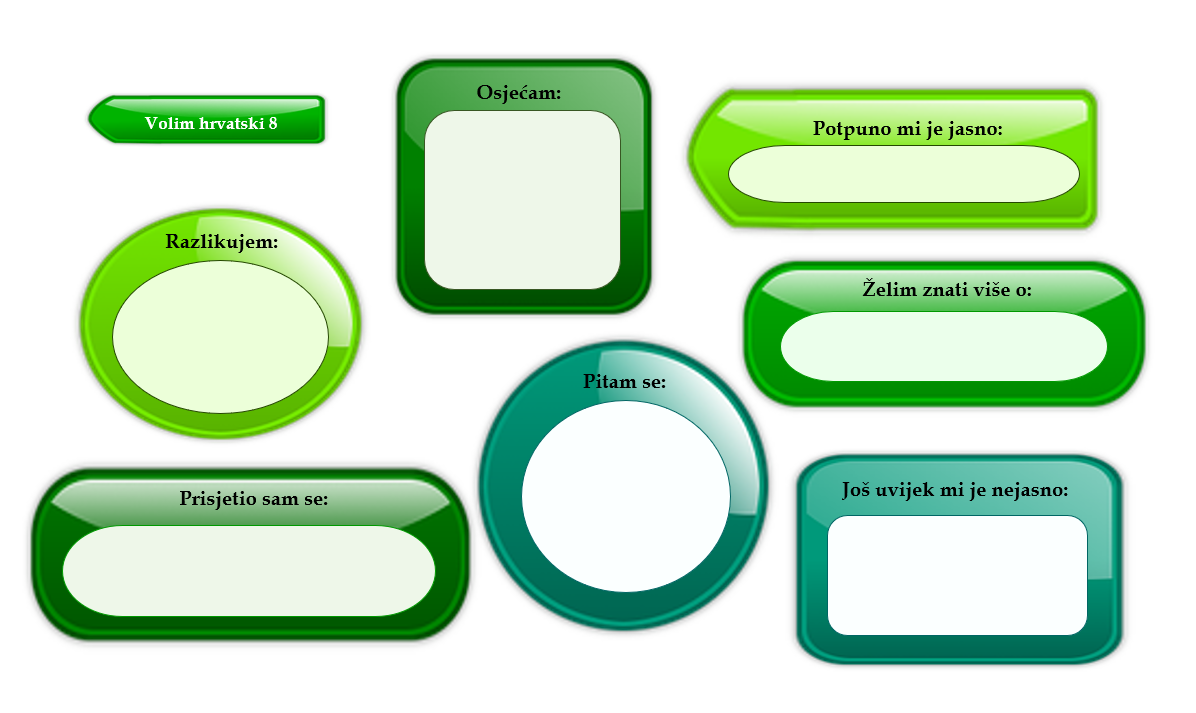 Volim hrvatski 8
Osjećam:
Potpuno mi je jasno:
Razlikujem:
Želim znati više o:
Pitam se:
Prisjetio sam se:
Još uvijek mi je nejasno: